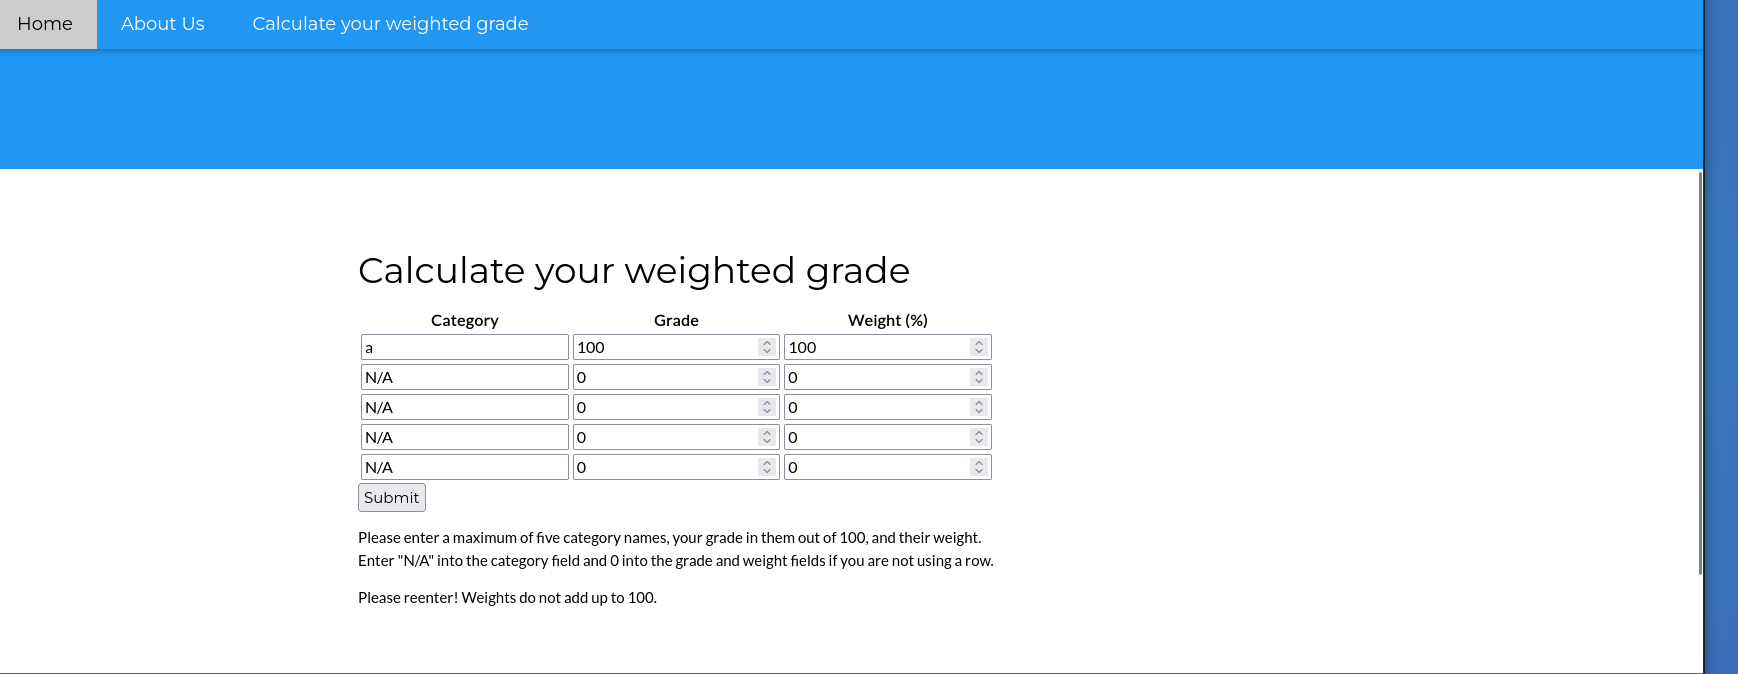 Home About Us Calculate your weighted grade
Calculate your weighted grade
Category Grade Weight (%)
a 100 100
N/A 0 0
N/A 0 0
N/A 0 0
N/A 0 0
Submit
Please enter a maximum of five category names, your grade in them out of 100, and their weight.
Enter "N/A" into the category field and 0 into the grade and weight fields if you are not using a row.
Please reenter! Weights do not add up to 100.